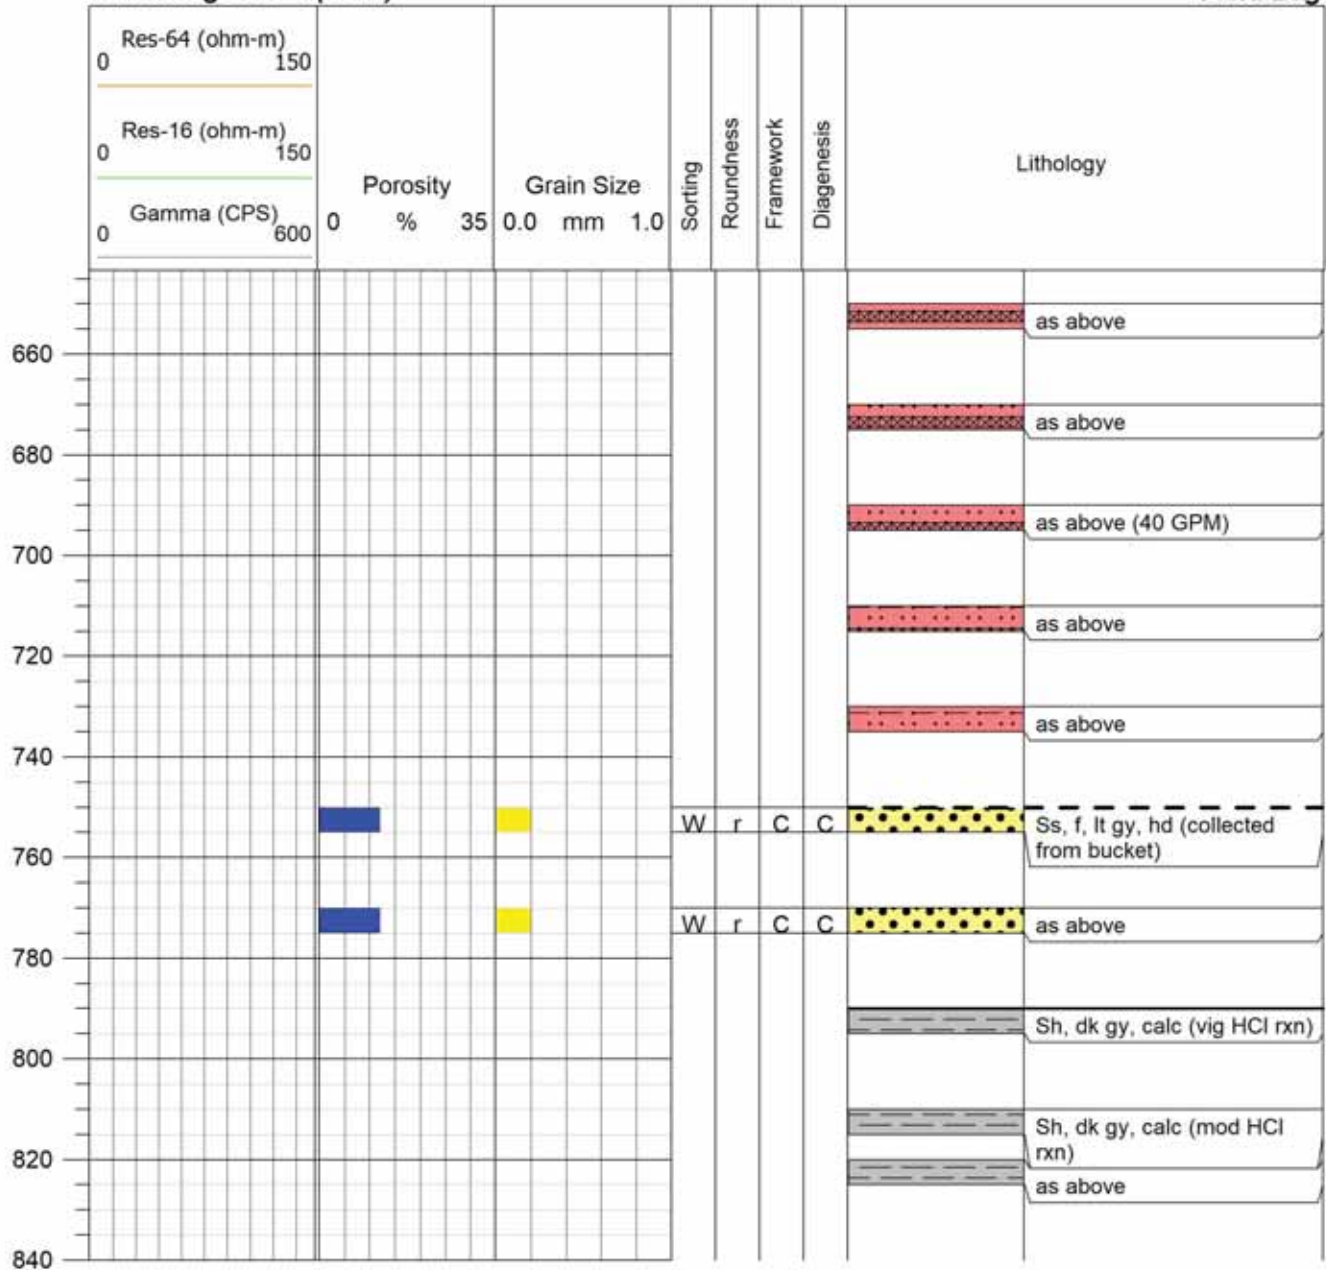 Res-64 (ohm-m)
0 150
Res-16 (ohm-m)
0 150
Gamma (CPS)
0 600
Porosity
0 % 35
Grain Size
0.0 mm 1.0
Sorting
Roundness
Framework
Diagenesis
Lithology
as above
660
as above
680
as above (40 GPM)
700
as above
720
as above
740
W r C C Ss, f, lt gy, hd (collected
from bucket)
760
W r C C as above
780
Sh, dk gy, calc (vig HCl rxn)
800
Sh, dk gy, calc (mod HCl
rxn)
820
as above
840